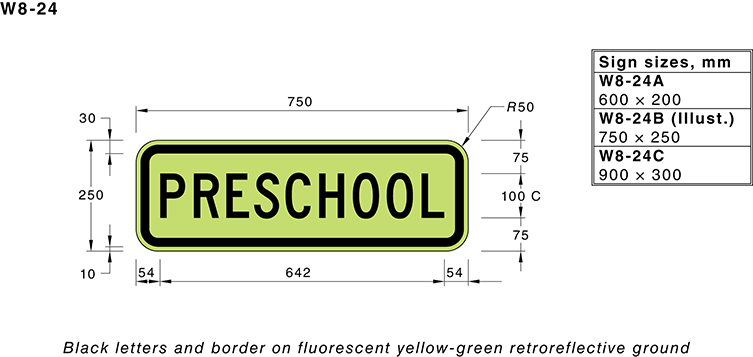 W8-24
Sign sizes, mm
W8-24A
600 × 200
W8-24B (Illust.)
750 × 250
W8-24C
900 × 300
750
R50
30
75
250
PRESCHOOL
100 C
75
10
54
642
54
Black letters and border on fluorescent yellow-green retroreflective ground